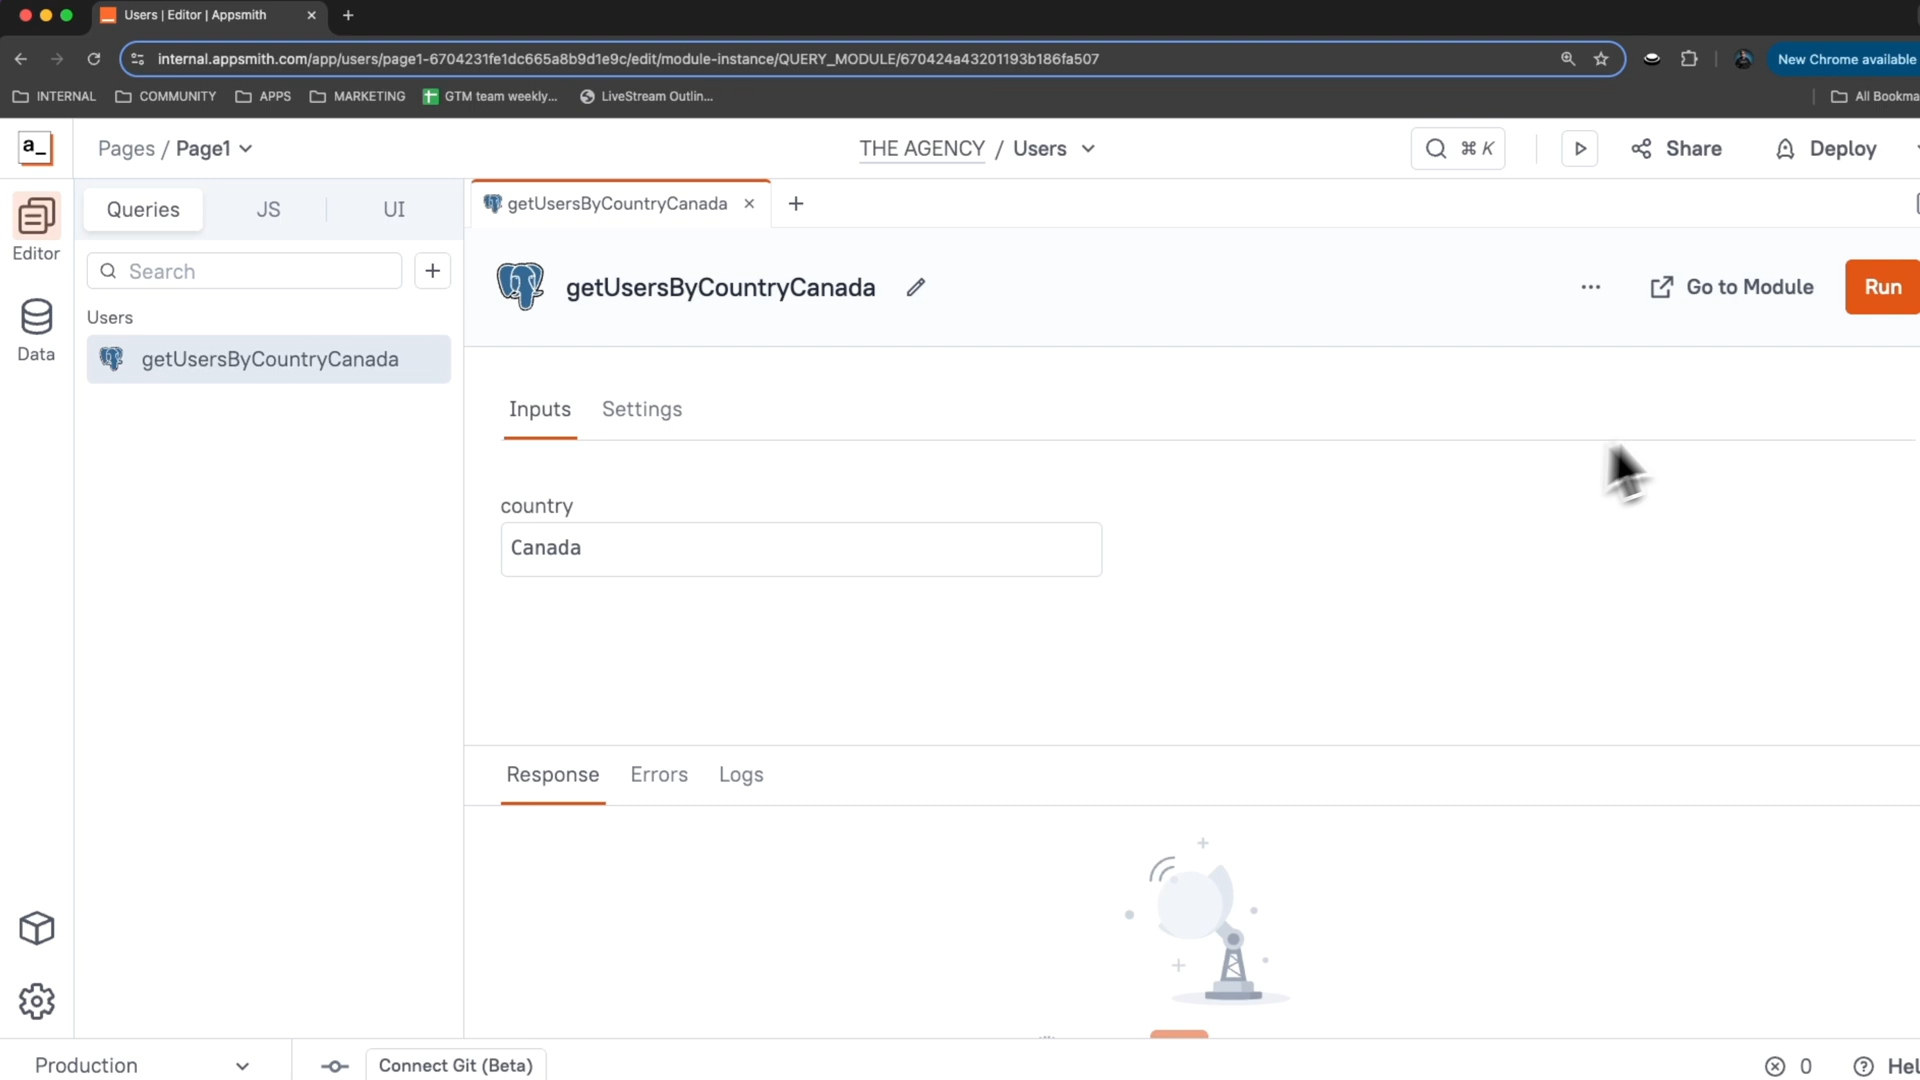 Users | Editor | Appsmith
internal.appsmith.com/app/users/page1-6704231fe1dc665a8b9d1e9c/edit/module-instance/QUERY_MODULE/670424a43201193b186fa507
New Chrome available
INTERNAL COMMUNITY APPS MARKETING GTM team weekly... LiveStream Outlin...
All Bookma
a_ Pages / Page1 THE AGENCY / Users ⌘ K Share Deploy
Queries JS UI
getUsersByCountryCanada
Editor
Search
getUsersByCountryCanada
Go to Module
Run
Users
Data
getUsersByCountryCanada
Inputs Settings
country
Canada
Response Errors Logs
Production
Connect Git (Beta)
0
Hel